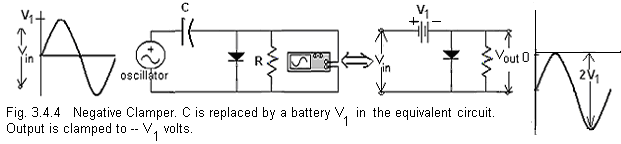 V1
Vin
C
oscillator
R
V1
+ −
Vin
Vout
0
2V1
Fig. 3.4.4 Negative Clamper. C is replaced by a battery V1 in the equivalent circuit.
Output is clamped to -- V1 volts.